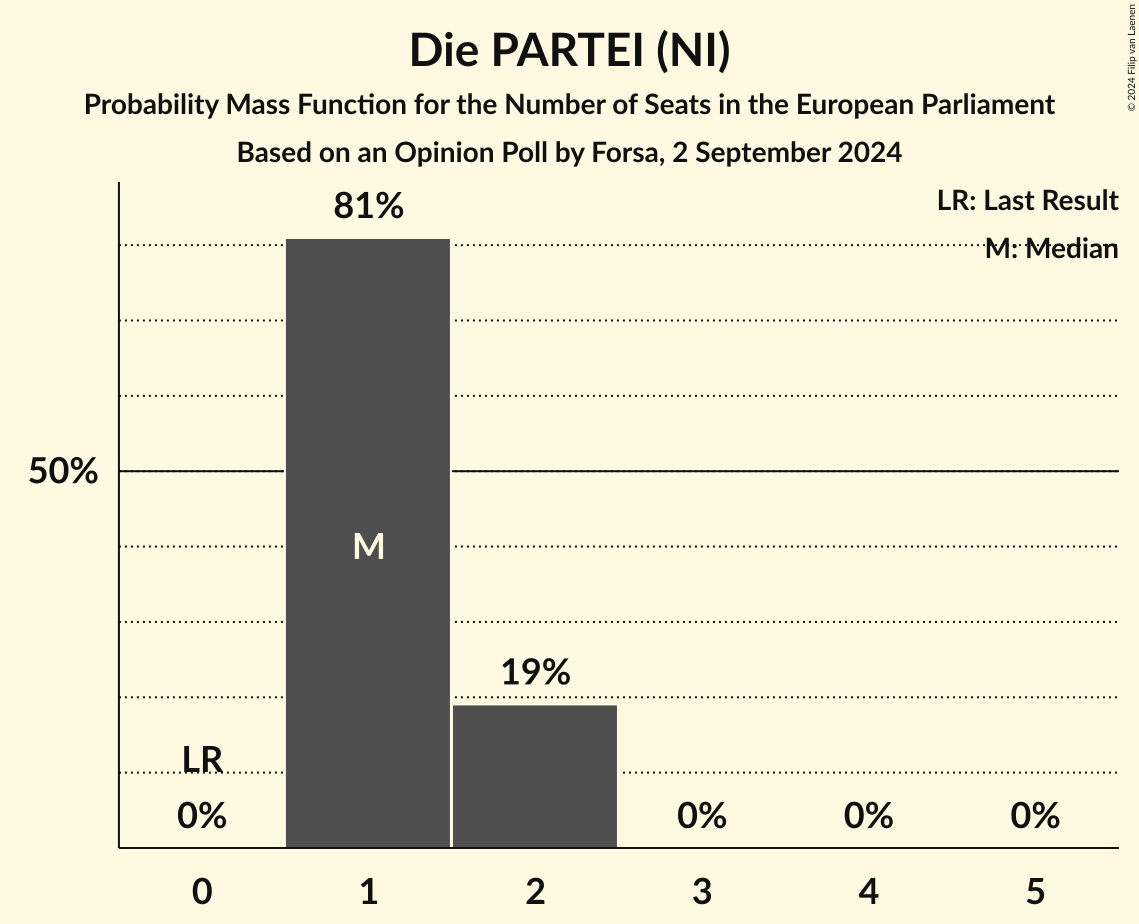 Die PARTEI (NI)
Probability Mass Function for the Number of Seats in the European Parliament
Based on an Opinion Poll by Forsa, 2 September 2024
© 2024 Filip van Laenen
LR: Last Result
M: Median
81%
50%
M
19%
LR
0%
0%
0%
0%
0
1
2
3
4
5